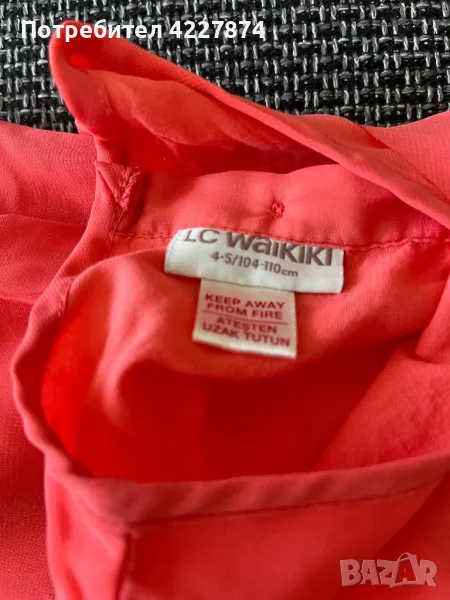 Потребител 4227874
LC Waikiki
4-5/104-110cm
KEEP AWAY
FROM FIRE
ATEŞTEN
UZAK TUTUN
BAZAR